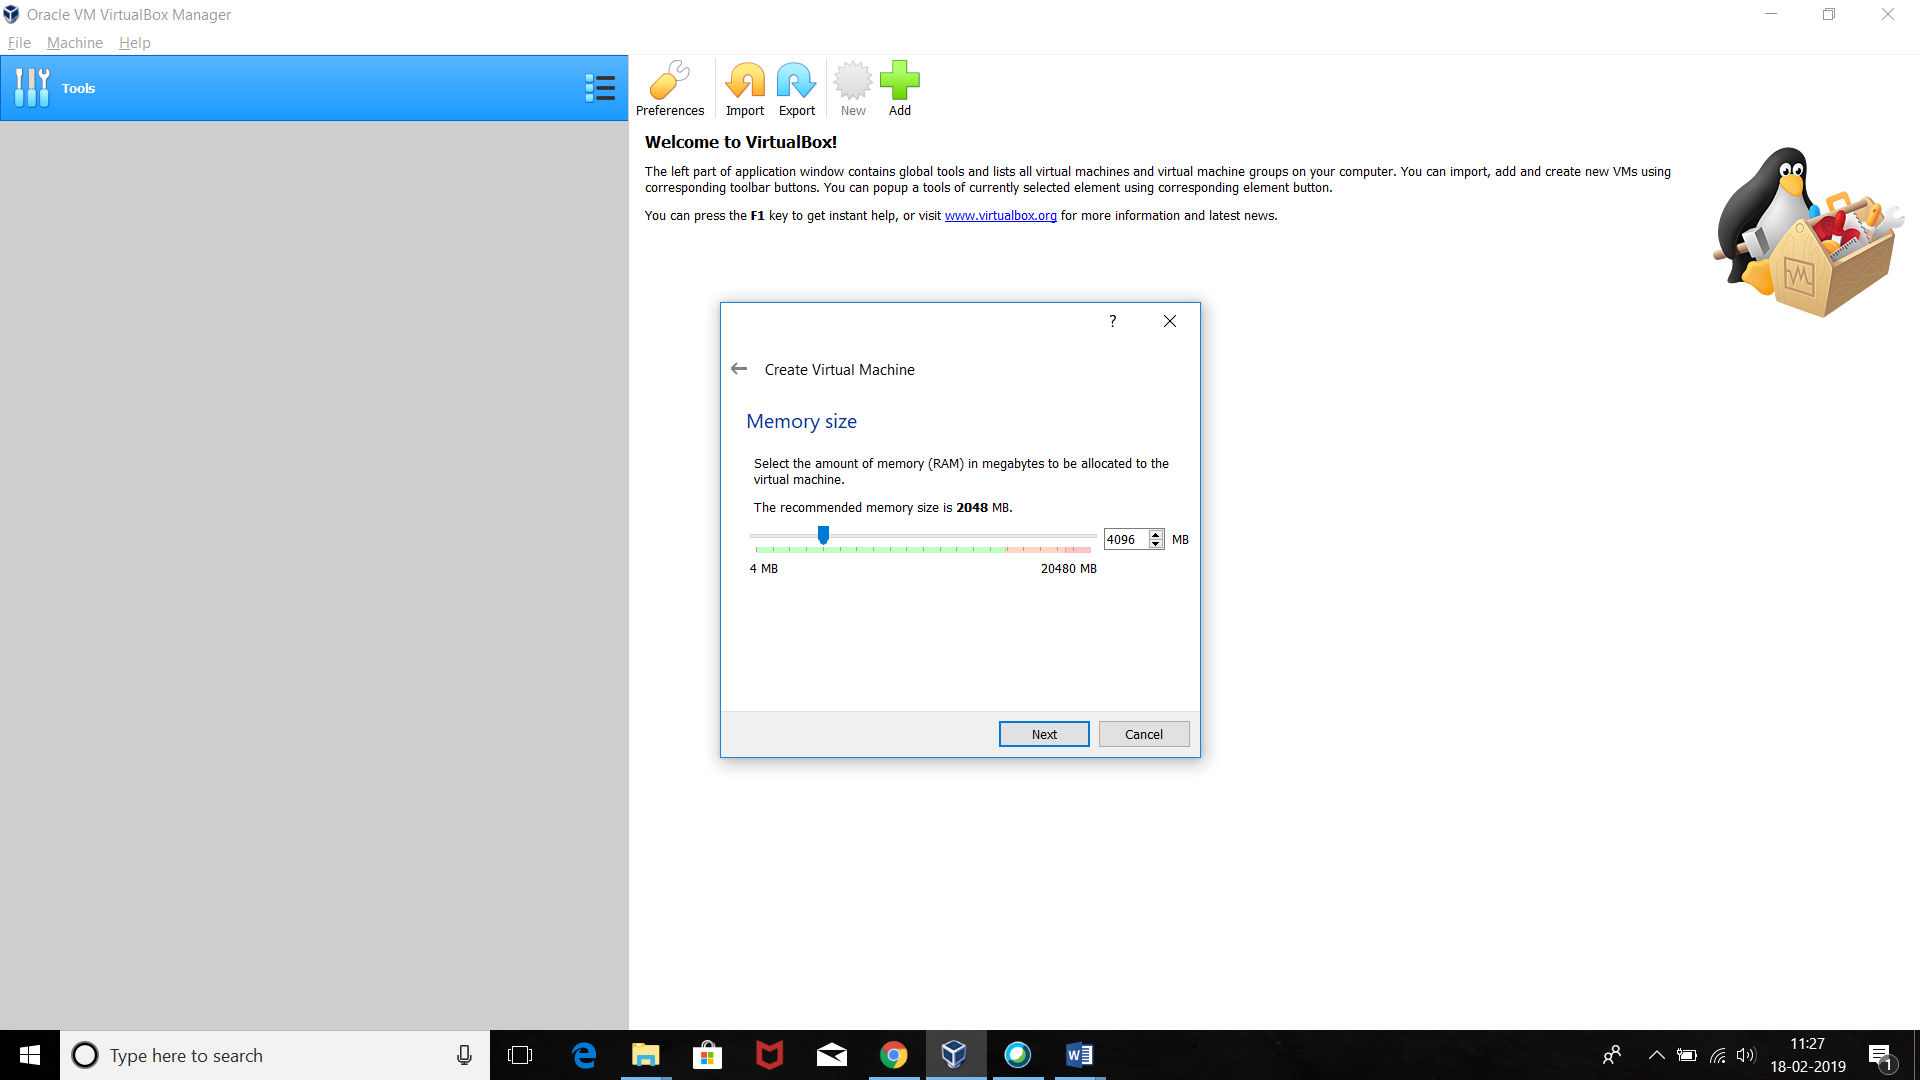 Oracle VM VirtualBox Manager
File Machine Help
Tools
Preferences Import Export New Add
Welcome to VirtualBox!
The left part of application window contains global tools and lists all virtual machines and virtual machine groups on your computer. You can import, add and create new VMs using
corresponding toolbar buttons. You can popup a tools of currently selected element using corresponding element button.
You can press the F1 key to get instant help, or visit www.virtualbox.org for more information and latest news.
?
Create Virtual Machine
Memory size
Select the amount of memory (RAM) in megabytes to be allocated to the
virtual machine.
The recommended memory size is 2048 MB.
4096 MB
4 MB 20480 MB
Next Cancel
Type here to search
11:27
18-02-2019
1